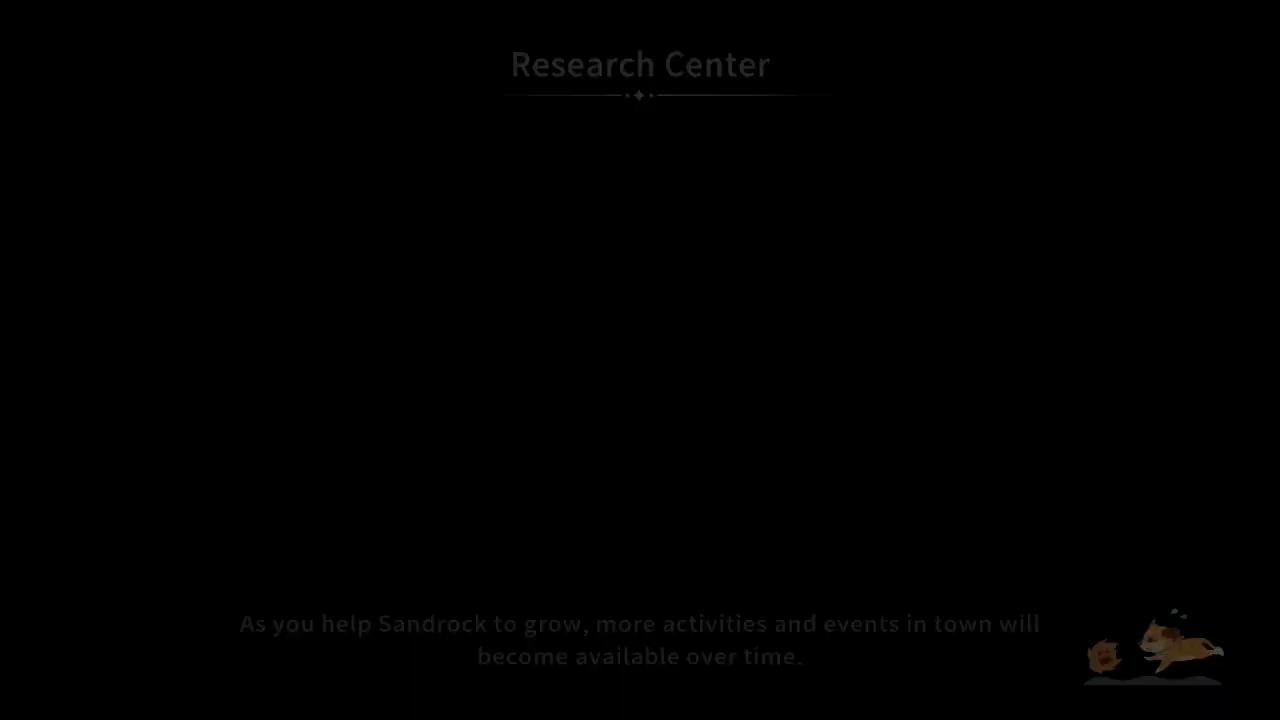 Research Center
As you help Sandrock to grow, more activities and events in town will
become available over time.